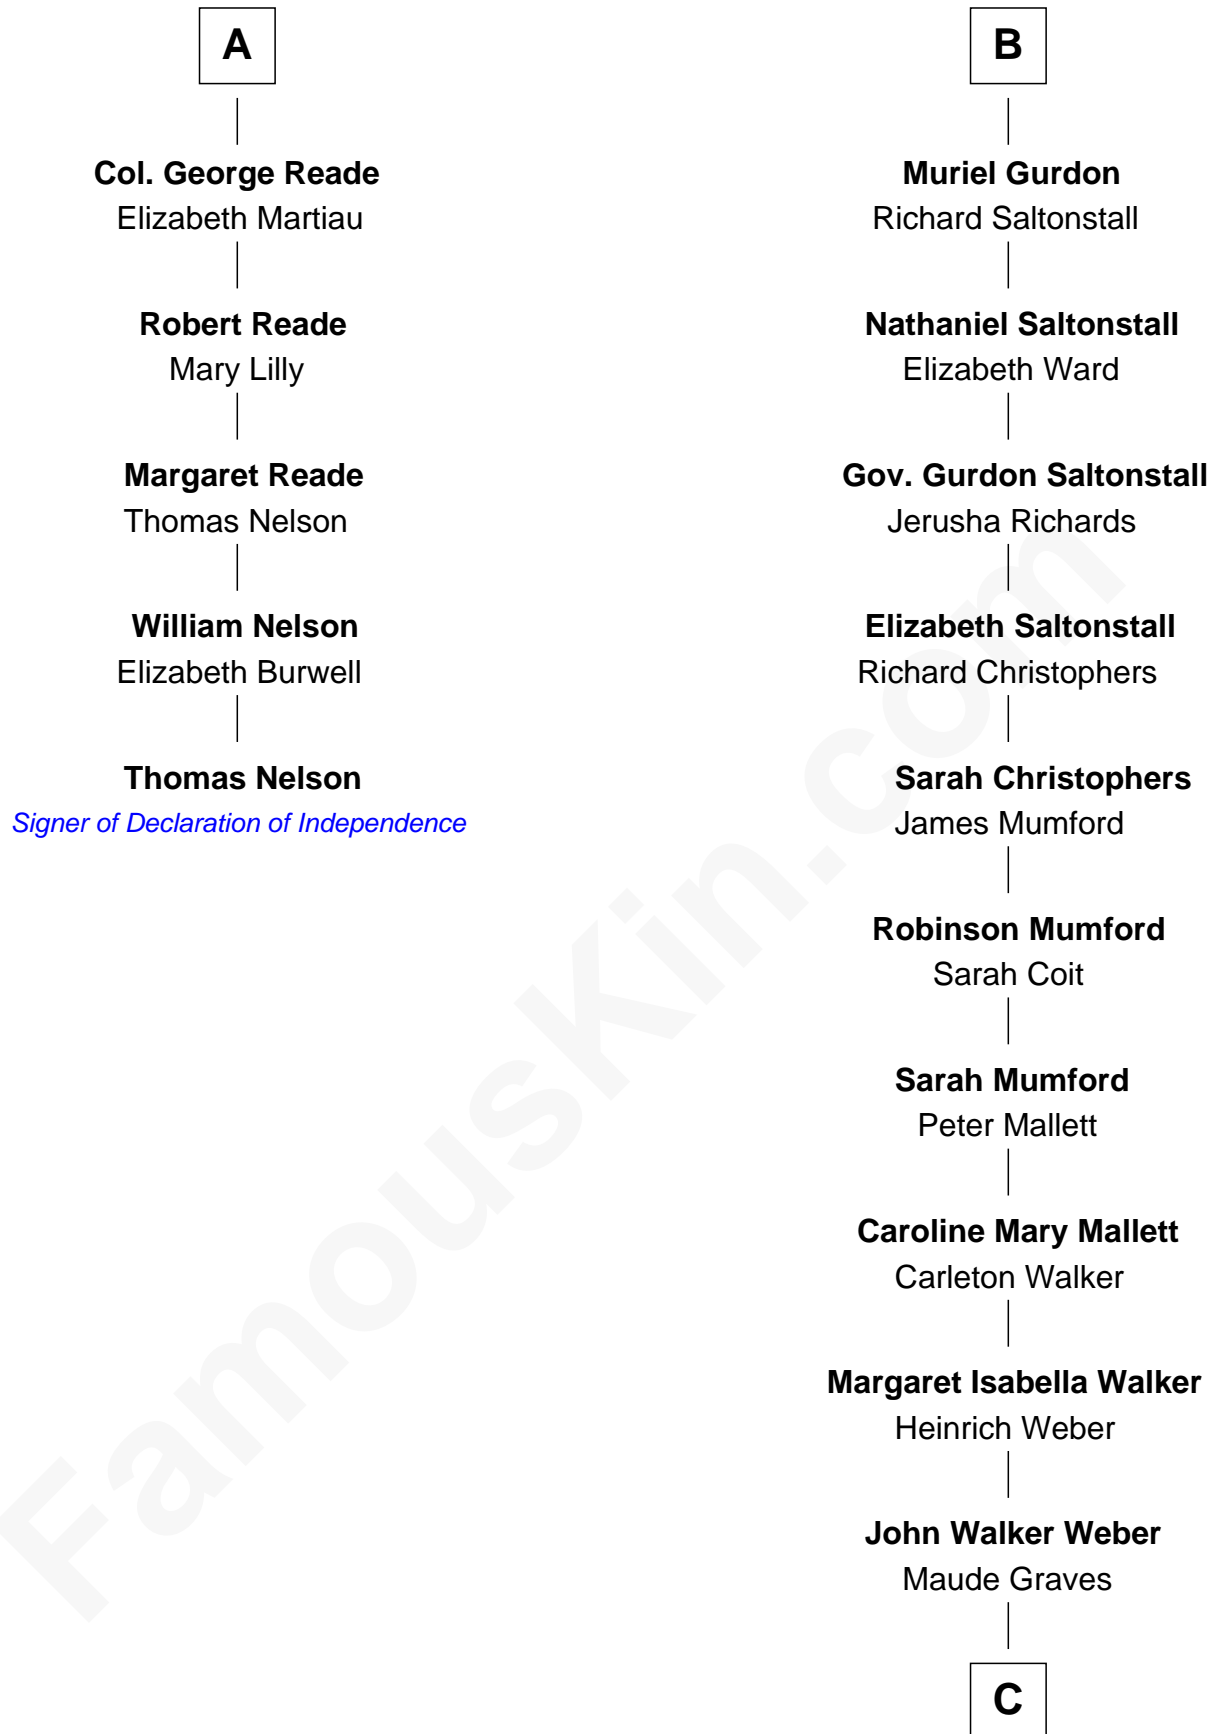 A
Col. George Reade
Elizabeth Martiau
Robert Reade
Mary Lilly
Margaret Reade
Thomas Nelson
William Nelson
Elizabeth Burwell
Thomas Nelson
Signer of Declaration of Independence
B
Muriel Gurdon
Richard Saltonstall
Nathaniel Saltonstall
Elizabeth Ward
Gov. Gurdon Saltonstall
Jerusha Richards
Elizabeth Saltonstall
Richard Christophers
Sarah Christophers
James Mumford
Robinson Mumford
Sarah Coit
Sarah Mumford
Peter Mallett
Caroline Mary Mallett
Carleton Walker
Margaret Isabella Walker
Heinrich Weber
John Walker Weber
Maude Graves
C
FamousKin.com